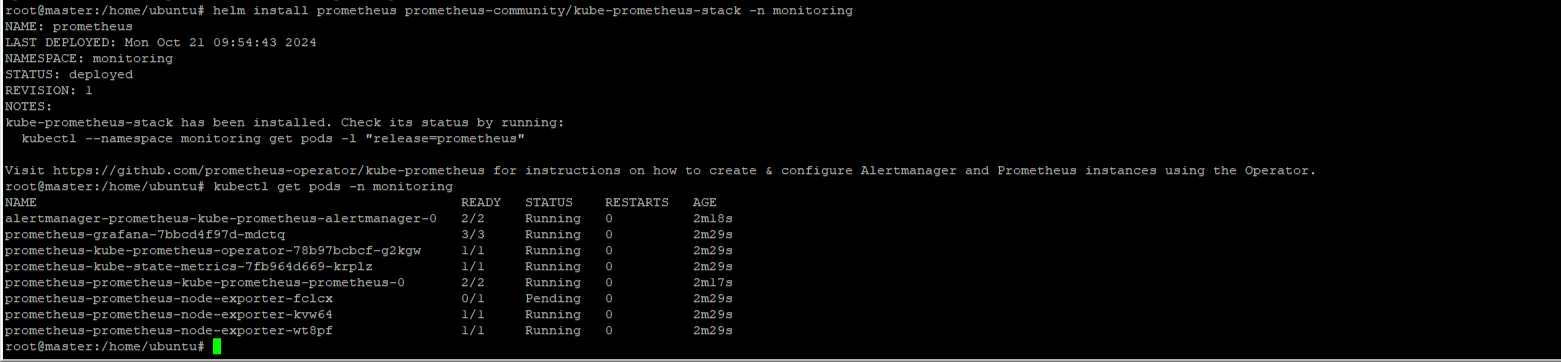 root@master:/home/ubuntu# helm install prometheus prometheus-community/kube-prometheus-stack -n monitoring
NAME: prometheus
LAST DEPLOYED: Mon Oct 21 09:54:43 2024
NAMESPACE: monitoring
STATUS: deployed
REVISION: 1
NOTES:
kube-prometheus-stack has been installed. Check its status by running:
  kubectl --namespace monitoring get pods -l "release=prometheus"

Visit https://github.com/prometheus-operator/kube-prometheus for instructions on how to create & configure Alertmanager and Prometheus instances using the Operator.
root@master:/home/ubuntu# kubectl get pods -n monitoring
NAME                                                     READY   STATUS    RESTARTS   AGE
alertmanager-prometheus-kube-prometheus-alertmanager-0   2/2     Running   0          2m18s
prometheus-grafana-7bbcd4f97d-mdctq                      3/3     Running   0          2m29s
prometheus-kube-prometheus-operator-78b97bcbcf-g2kgw     1/1     Running   0          2m29s
prometheus-kube-state-metrics-7fb964d669-krplz           1/1     Running   0          2m29s
prometheus-prometheus-kube-prometheus-prometheus-0       2/2     Running   0          2m17s
prometheus-prometheus-node-exporter-fclcx                0/1     Pending   0          2m29s
prometheus-prometheus-node-exporter-kvw64                1/1     Running   0          2m29s
prometheus-prometheus-node-exporter-wt8pf                1/1     Running   0          2m29s
root@master:/home/ubuntu#